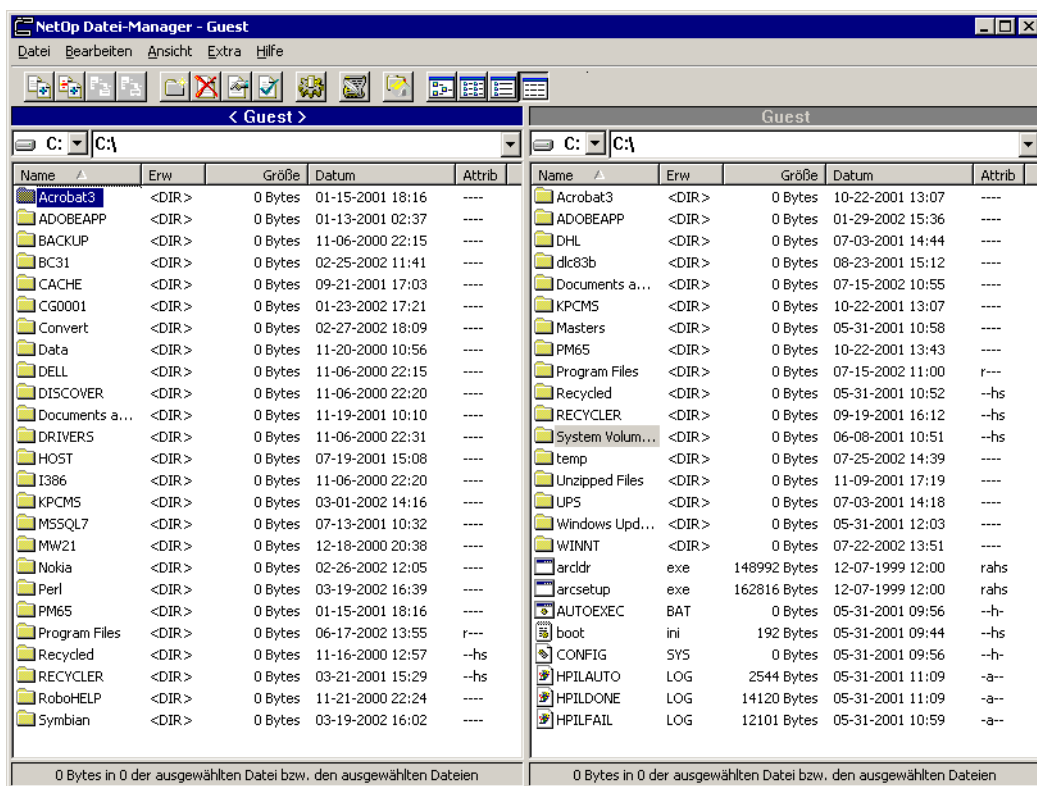 NetOp Datei-Manager - Guest
Datei Bearbeiten Ansicht Extra Hilfe
< Guest >
C: C:\
Name Erw Größe Datum Attrib
Acrobat3 <DIR> 0 Bytes 01-15-2001 18:16 ----
ADOBEAPP <DIR> 0 Bytes 01-13-2001 02:37 ----
BACKUP <DIR> 0 Bytes 11-06-2000 22:15 ----
BC31 <DIR> 0 Bytes 02-25-2002 11:41 ----
CACHE <DIR> 0 Bytes 09-21-2001 17:03 ----
CG0001 <DIR> 0 Bytes 01-23-2002 17:21 ----
Convert <DIR> 0 Bytes 02-27-2002 18:09 ----
Data <DIR> 0 Bytes 11-20-2000 10:56 ----
DELL <DIR> 0 Bytes 11-06-2000 22:15 ----
DISCOVER <DIR> 0 Bytes 11-06-2000 22:20 ----
Documents a... <DIR> 0 Bytes 11-19-2001 10:10 ----
DRIVERS <DIR> 0 Bytes 11-06-2000 22:31 ----
HOST <DIR> 0 Bytes 07-19-2001 15:08 ----
I386 <DIR> 0 Bytes 11-06-2000 22:20 ----
KPCMS <DIR> 0 Bytes 03-01-2002 14:16 ----
MSSQL7 <DIR> 0 Bytes 07-13-2001 10:32 ----
MW21 <DIR> 0 Bytes 12-18-2000 20:38 ----
Nokia <DIR> 0 Bytes 02-26-2002 12:05 ----
Perl <DIR> 0 Bytes 03-19-2002 16:39 ----
PM65 <DIR> 0 Bytes 01-15-2001 18:16 ----
Program Files <DIR> 0 Bytes 06-17-2002 13:55 r---
Recycled <DIR> 0 Bytes 11-16-2000 12:57 --hs
RECYCLER <DIR> 0 Bytes 03-21-2001 15:29 --hs
RoboHELP <DIR> 0 Bytes 11-21-2000 22:24 ----
Symbian <DIR> 0 Bytes 03-19-2002 16:02 ----
0 Bytes in 0 der ausgewählten Datei bzw. den ausgewählten Dateien
Guest
C: C:\
Name Erw Größe Datum Attrib
Acrobat3 <DIR> 0 Bytes 10-22-2001 13:07 ----
ADOBEAPP <DIR> 0 Bytes 01-29-2002 15:36 ----
DHL <DIR> 0 Bytes 07-03-2001 14:44 ----
dlc83b <DIR> 0 Bytes 08-23-2001 15:12 ----
Documents a... <DIR> 0 Bytes 07-15-2002 10:55 ----
KPCMS <DIR> 0 Bytes 10-22-2001 13:07 ----
Masters <DIR> 0 Bytes 05-31-2001 10:58 ----
PM65 <DIR> 0 Bytes 10-22-2001 13:43 ----
Program Files <DIR> 0 Bytes 07-15-2002 11:00 r---
Recycled <DIR> 0 Bytes 05-31-2001 10:52 --hs
RECYCLER <DIR> 0 Bytes 09-19-2001 16:12 --hs
System Volum... <DIR> 0 Bytes 06-08-2001 10:51 --hs
temp <DIR> 0 Bytes 07-25-2002 14:39 ----
Unzipped Files <DIR> 0 Bytes 11-09-2001 17:19 ----
UPS <DIR> 0 Bytes 07-03-2001 14:18 ----
Windows Upd... <DIR> 0 Bytes 05-31-2001 12:03 ----
WINNT <DIR> 0 Bytes 07-22-2002 13:51 ----
arcldr exe 148992 Bytes 12-07-1999 12:00 rahs
arcsetup exe 162816 Bytes 12-07-1999 12:00 rahs
AUTOEXEC BAT 0 Bytes 05-31-2001 09:56 --h-
boot ini 192 Bytes 05-31-2001 09:44 --hs
CONFIG SYS 0 Bytes 05-31-2001 09:56 --h-
HPILAUTO LOG 2544 Bytes 05-31-2001 11:09 -a--
HPILDONE LOG 14120 Bytes 05-31-2001 11:09 -a--
HPILFAIL LOG 12101 Bytes 05-31-2001 10:59 -a--
0 Bytes in 0 der ausgewählten Datei bzw. den ausgewählten Dateien